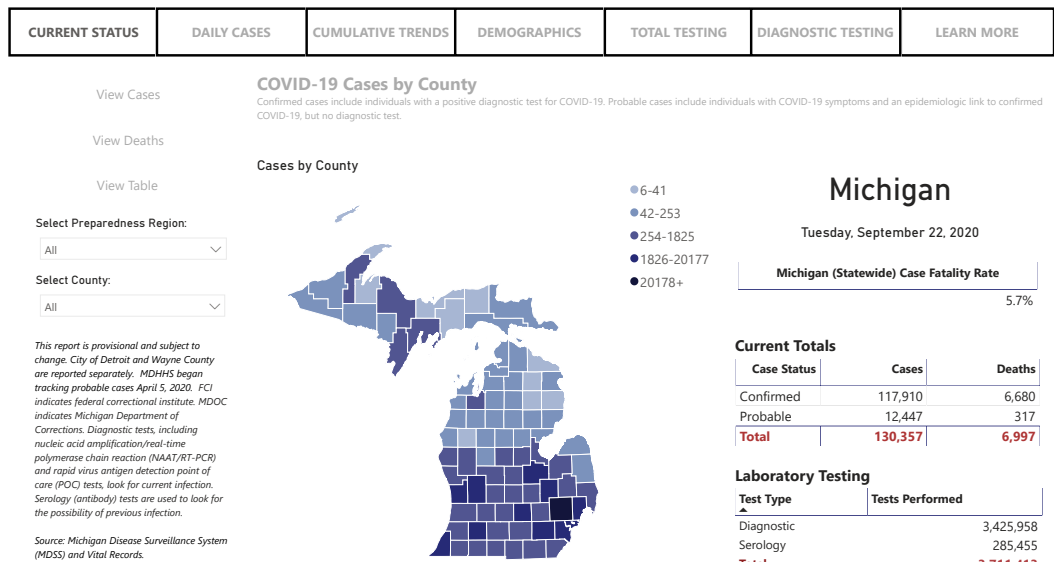 CURRENT STATUS
DAILY CASES
CUMULATIVE TRENDS
DEMOGRAPHICS
TOTAL TESTING
DIAGNOSTIC TESTING
LEARN MORE
View Cases
View Deaths
View Table
Select Preparedness Region:
All
Select County:
All
This report is provisional and subject to
change. City of Detroit and Wayne County
are reported separately. MDHHS began
tracking probable cases April 5, 2020. FCI
indicates federal correctional institute. MDOC
indicates Michigan Department of
Corrections. Diagnostic tests, including
nucleic acid amplification/real-time
polymerase chain reaction (NAAT/RT-PCR)
and rapid virus antigen detection point of
care (POC) tests, look for current infection.
Serology (antibody) tests are used to look for
the possibility of previous infection.
Source: Michigan Disease Surveillance System
(MDSS) and Vital Records.
COVID-19 Cases by County
Confirmed cases include individuals with a positive diagnostic test for COVID-19. Probable cases include individuals with COVID-19 symptoms and an epidemiologic link to confirmed
COVID-19, but no diagnostic test.
Cases by County
6-41
42-253
254-1825
1826-20177
20178+
Michigan
Tuesday, September 22, 2020
Michigan (Statewide) Case Fatality Rate
5.7%
Current Totals
Case Status Cases Deaths
Confirmed 117,910 6,680
Probable 12,447 317
Total 130,357 6,997
Laboratory Testing
Test Type Tests Performed
Diagnostic 3,425,958
Serology 285,455
Total 3,711,413